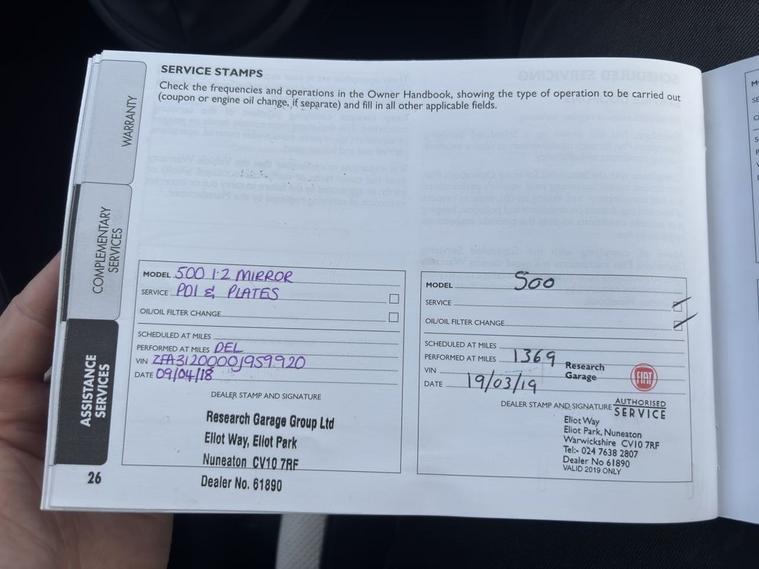 SERVICE STAMPS
Check the frequencies and operations in the Owner Handbook, showing the type of operation to be carried out
(coupon or engine oil change, if separate) and fill in all other applicable fields.
WARRANTY
COMPLEMENTARY
SERVICES
ASSISTANCE
SERVICES
MODEL 500 1.2 MIRROR
SERVICE PDI & PLATES
OIL/OIL FILTER CHANGE
SCHEDULED AT MILES
PERFORMED AT MILES DEL
VIN ZFA3120000J959920
DATE 09/04/18
DEALER STAMP AND SIGNATURE
Research Garage Group Ltd
Eliot Way, Eliot Park
Nuneaton CV10 7RF
Dealer No. 61890
MODEL 500
SERVICE
OIL/OIL FILTER CHANGE
SCHEDULED AT MILES
PERFORMED AT MILES 1369
VIN
DATE 19/03/19
Research
Garage
FIAT
DEALER STAMP AND SIGNATURE
AUTHORISED
SERVICE
Eliot Way
Eliot Park, Nuneaton
Warwickshire CV10 7RF
Tel:- 024 7638 2807
Dealer No 61890
VALID 2019 ONLY
26